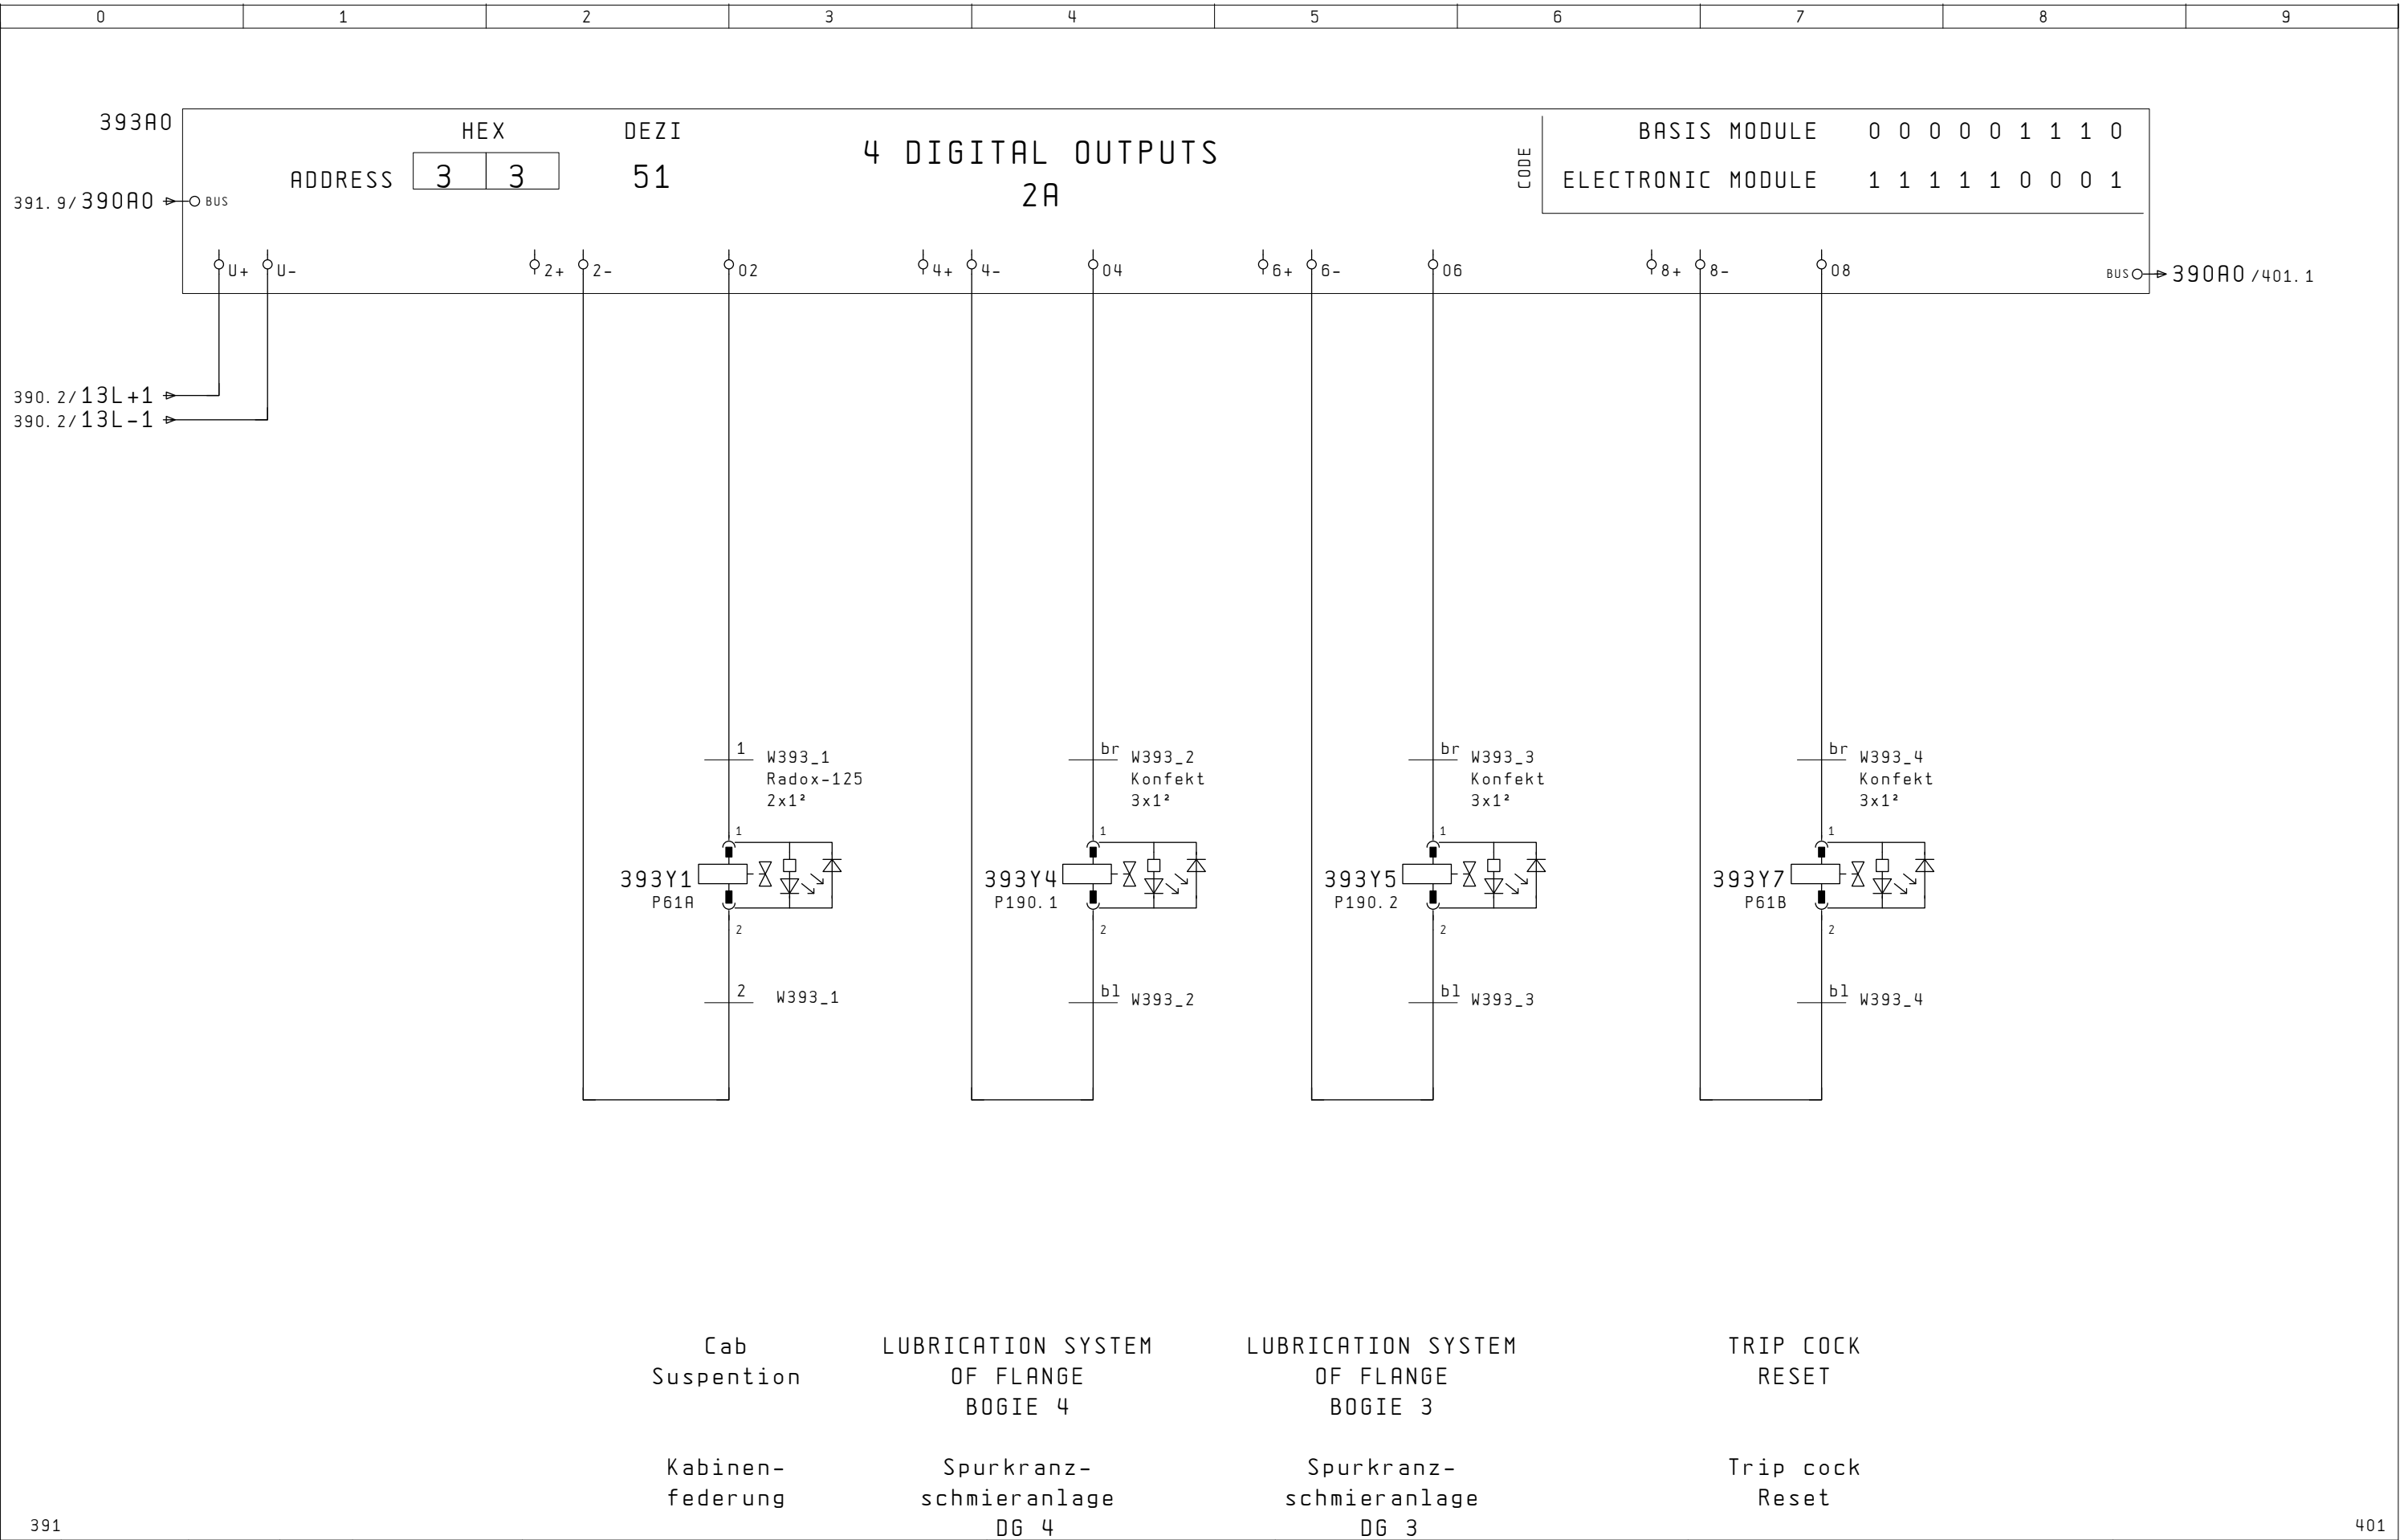 0 1 2 3 4 5 6 7 8 9
393A0
HEX DEZI
ADDRESS 3 3 51
4 DIGITAL OUTPUTS
2A
CODE
BASIS MODULE 0 0 0 0 0 1 1 1 0
ELECTRONIC MODULE 1 1 1 1 1 0 0 0 1
391.9/390A0 BUS
U+ U- 2+ 2- 02 4+ 4- 04 6+ 6- 06 8+ 8- 08
BUS 390A0/401.1
390.2/13L+1
390.2/13L-1
1 W393_1
Radox-125
2x1²
br W393_2
Konfekt
3x1²
br W393_3
Konfekt
3x1²
br W393_4
Konfekt
3x1²
1
393Y1
P61A
2
1
393Y4
P190.1
2
1
393Y5
P190.2
2
1
393Y7
P61B
2
2 W393_1
bl W393_2
bl W393_3
bl W393_4
Cab
Suspention
LUBRICATION SYSTEM
OF FLANGE
BOGIE 4
LUBRICATION SYSTEM
OF FLANGE
BOGIE 3
TRIP COCK
RESET
Kabinen-
federung
Spurkranz-
schmieranlage
DG 4
Spurkranz-
schmieranlage
DG 3
Trip cock
Reset
391
401